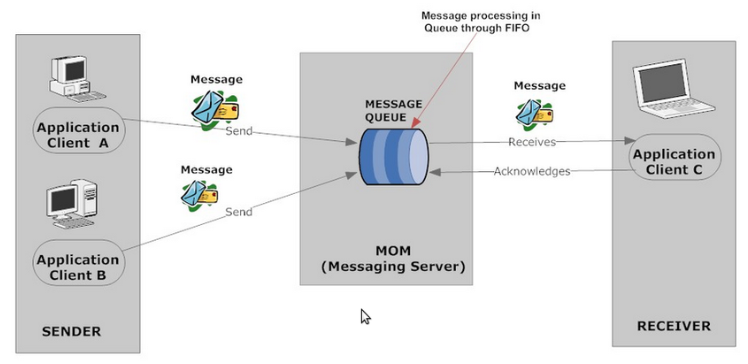 Message processing in
Queue through FIFO
Message
Send
Application
Client A
Message
Send
Application
Client B
SENDER
MESSAGE
QUEUE
MOM
(Messaging Server)
Message
Receives
Acknowledges
Application
Client C
RECEIVER